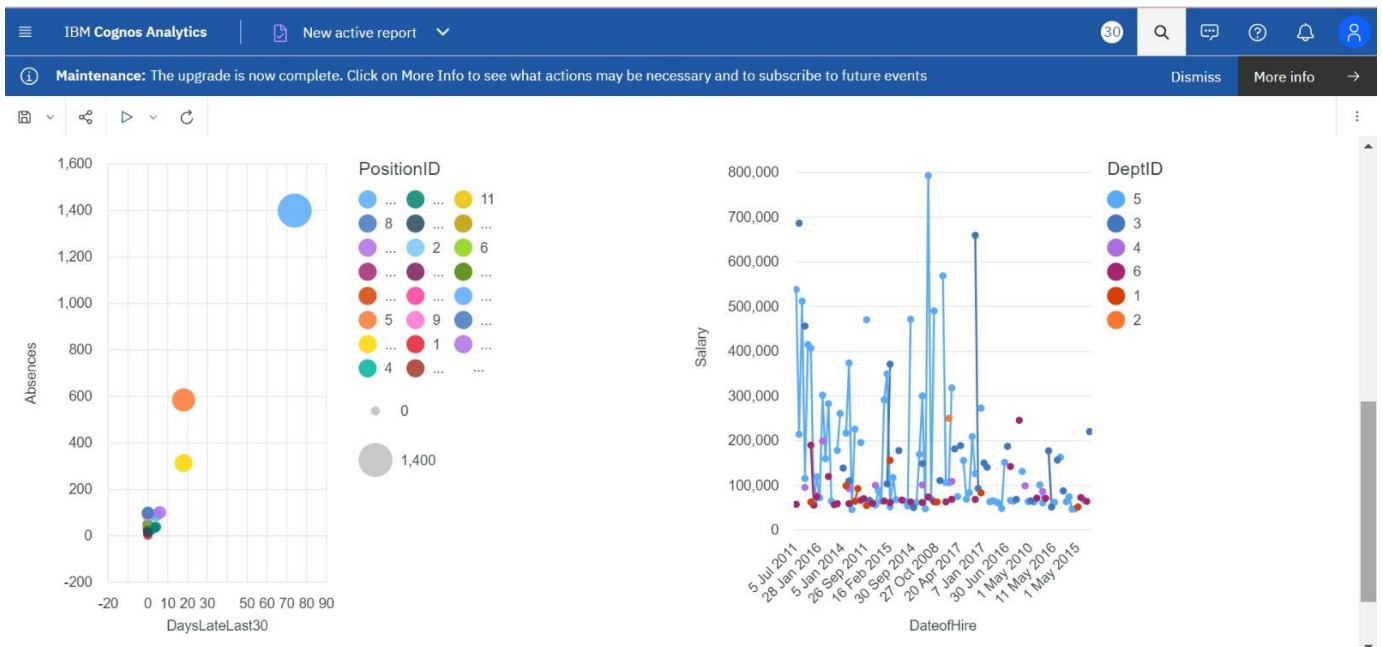 IBM Cognos Analytics
New active report
30
Maintenance: The upgrade is now complete. Click on More Info to see what actions may be necessary and to subscribe to future events
Dismiss
More info
1,600
1,400
1,200
1,000
800
600
400
200
0
-200
Absences
-20 0 10 20 30 50 60 70 80 90
DaysLateLast30
PositionID
... ... 11
8 ... ...
... 2 6
... ... ...
... ... ...
5 9 ...
... 1 ...
4 ... ...
0
1,400
800,000
700,000
600,000
500,000
400,000
300,000
200,000
100,000
0
Salary
5 Jul 2011
28 Jan 2016
5 Jan 2014
26 Sep 2011
16 Feb 2015
30 Sep 2014
27 Oct 2008
20 Apr 2017
7 Jan 2017
30 Jun 2016
1 May 2010
11 May 2016
1 May 2015
DateofHire
DeptID
5
3
4
6
1
2